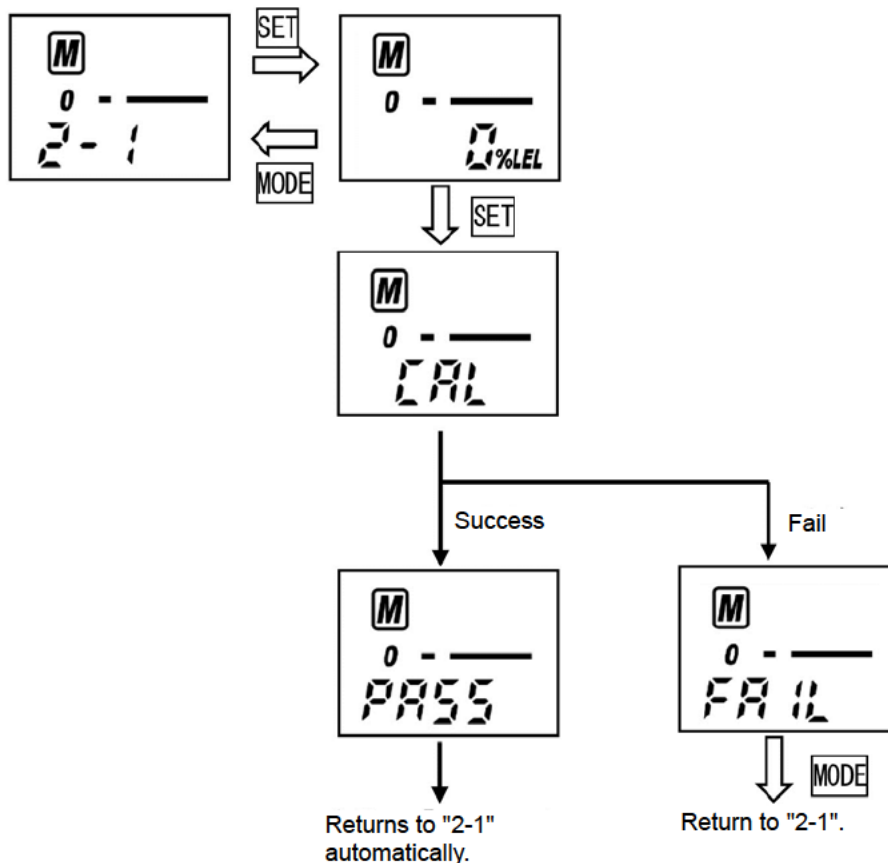 SET
M
0
2-1
M
0
0%LEL
MODE
SET
M
0
CAL
Success
Fail
M
0
PASS
M
0
FAIL
MODE
Returns to "2-1"
automatically.
Return to "2-1".